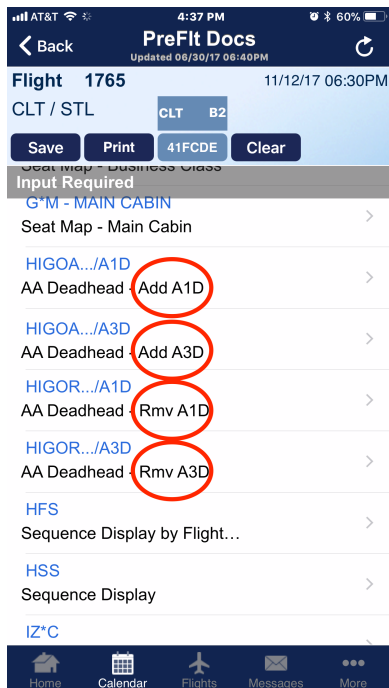 AT&T 4:37 PM 60%
Back PreFlt Docs
Updated 06/30/17 06:40PM
Flight 1765 11/12/17 06:30PM
CLT / STL CLT B2
Save Print 41FCDE Clear
Seat Map - Business Class
Input Required
G*M - MAIN CABIN
Seat Map - Main Cabin
HIGOA.../A1D
AA Deadhead - Add A1D
HIGOA.../A3D
AA Deadhead - Add A3D
HIGOR.../A1D
AA Deadhead - Rmv A1D
HIGOR.../A3D
AA Deadhead - Rmv A3D
HFS
Sequence Display by Flight...
HSS
Sequence Display
IZ*C
Home Calendar Flights Messages More